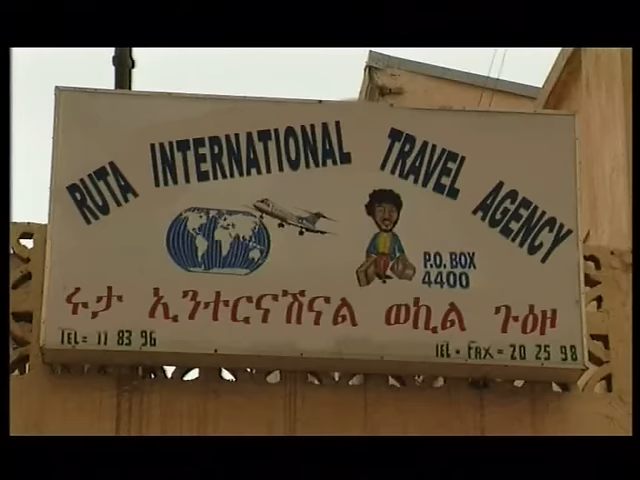 RUTA INTERNATIONAL TRAVEL AGENCY
P.O. BOX
4400
ሩታ ኢንተርናሽናል ወኪል ጉዕዞ
TEL= 11 83 96
TEL • FAX = 20 25 98